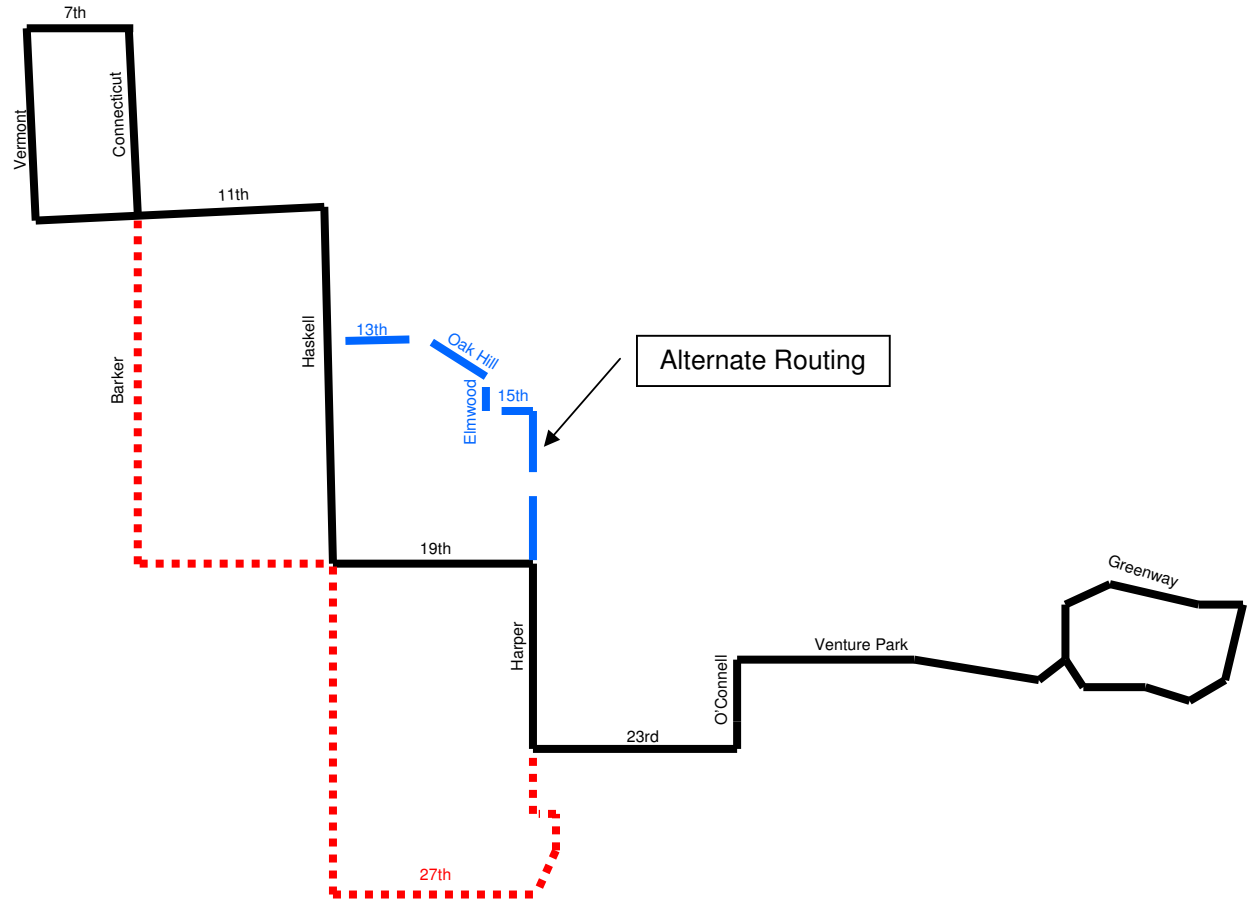 7th
Vermont
Connecticut
11th
Haskell
Barker
13th
Oak Hill
Elmwood
15th
Alternate Routing
19th
Harper
Greenway
Venture Park
O'Connell
23rd
27th